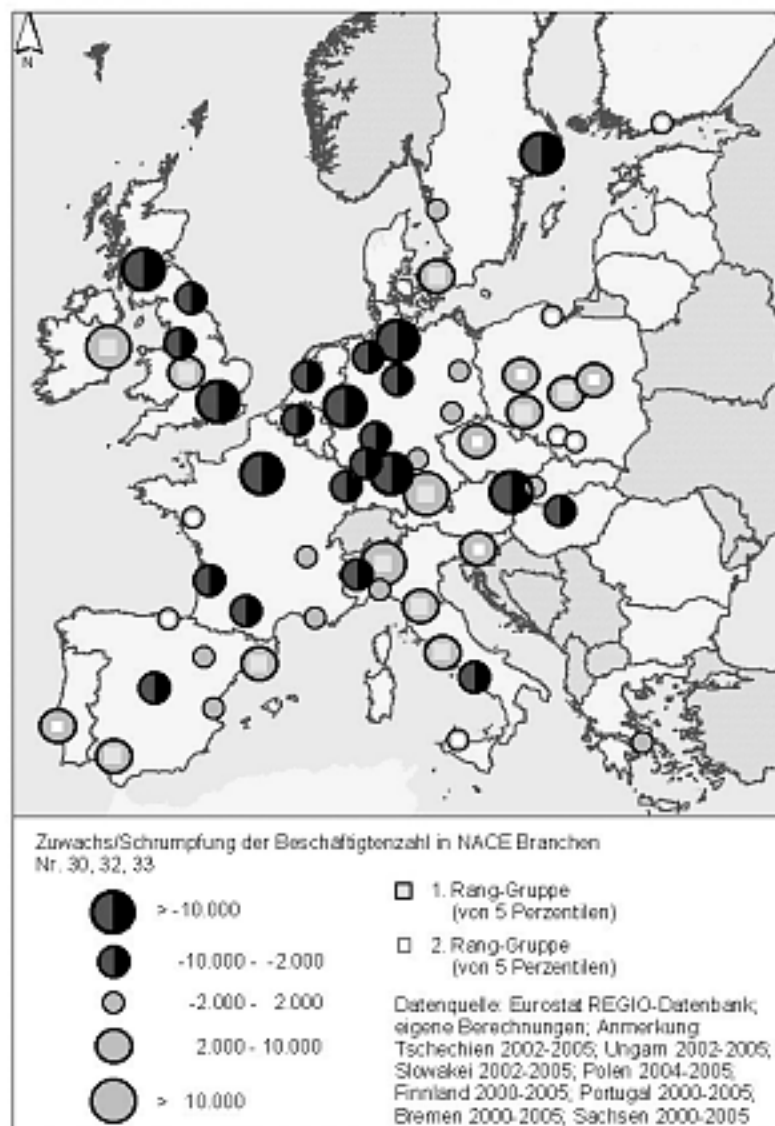 N
Zuwachs/Schrumpfung der Beschäftigtenzahl in NACE Branchen
Nr. 30, 32, 33
> -10.000
-10.000 - -2.000
-2.000 - 2.000
2.000 - 10.000
> 10.000
1. Rang-Gruppe
(von 5 Perzentilen)
2. Rang-Gruppe
(von 5 Perzentilen)
Datenquelle: Eurostat REGIO-Datenbank;
eigene Berechnungen; Anmerkung:
Tschechien 2002-2005; Ungarn 2002-2005;
Slowakei 2002-2005; Polen 2004-2005;
Finnland 2000-2005; Portugal 2000-2005;
Bremen 2000-2005; Sachsen 2000-2005